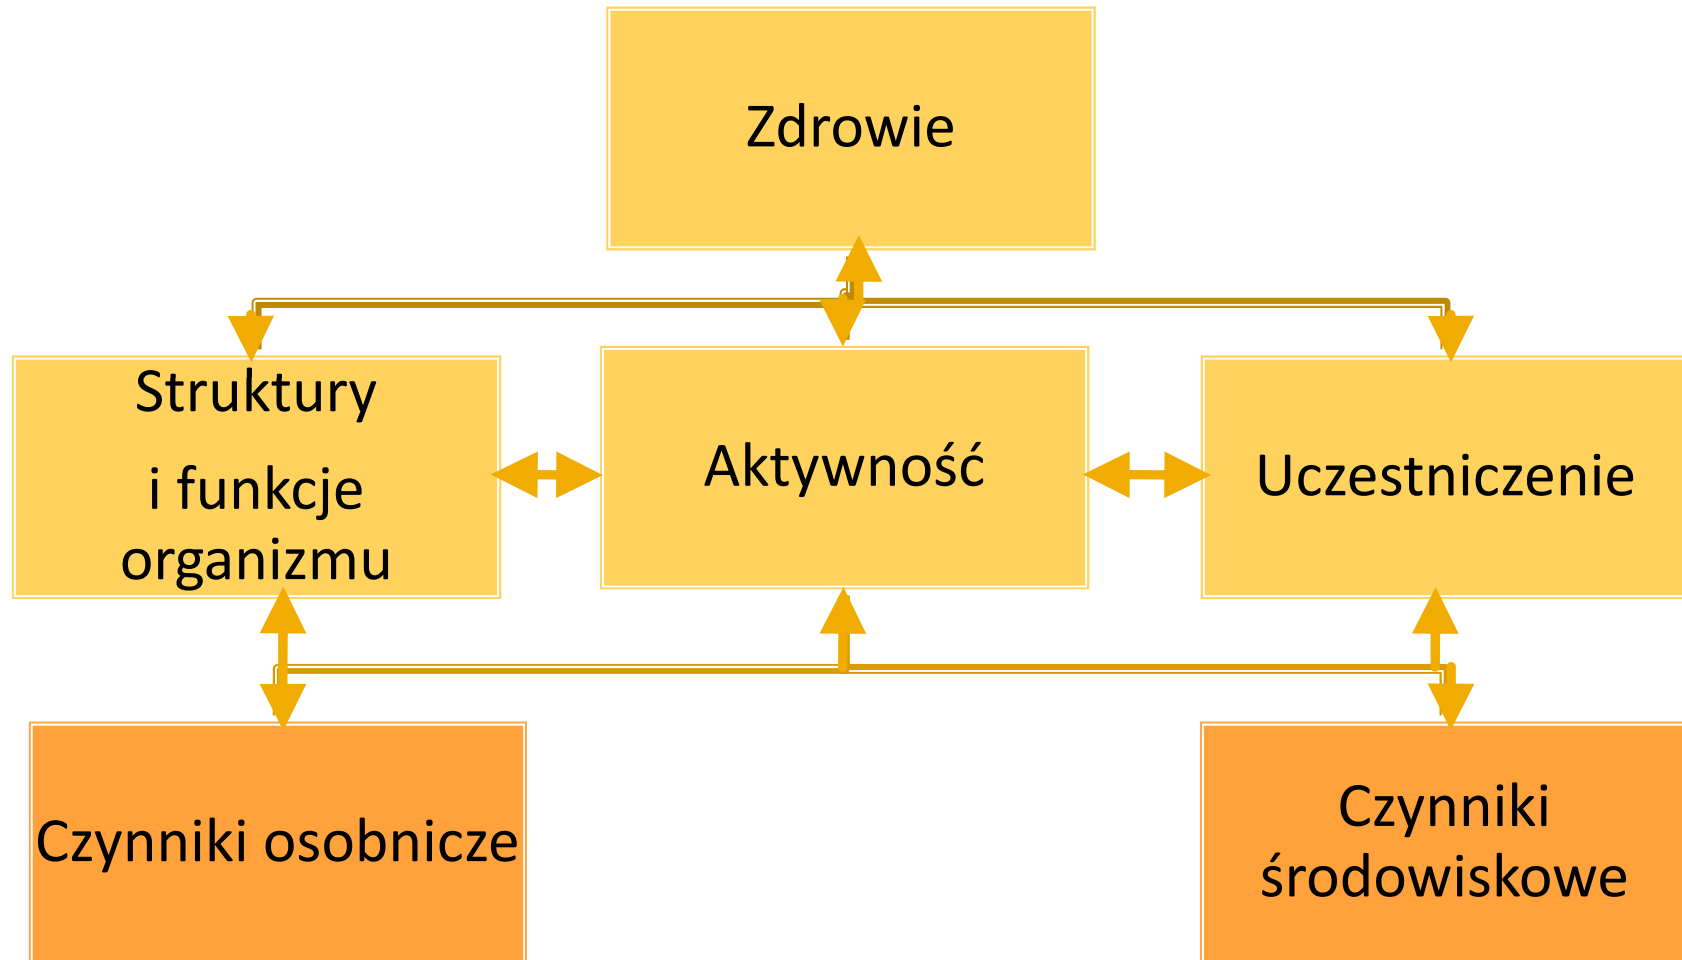 Zdrowie
Struktury
i funkcje
organizmu
Aktywność
Uczestniczenie
Czynniki osobnicze
Czynniki
środowiskowe